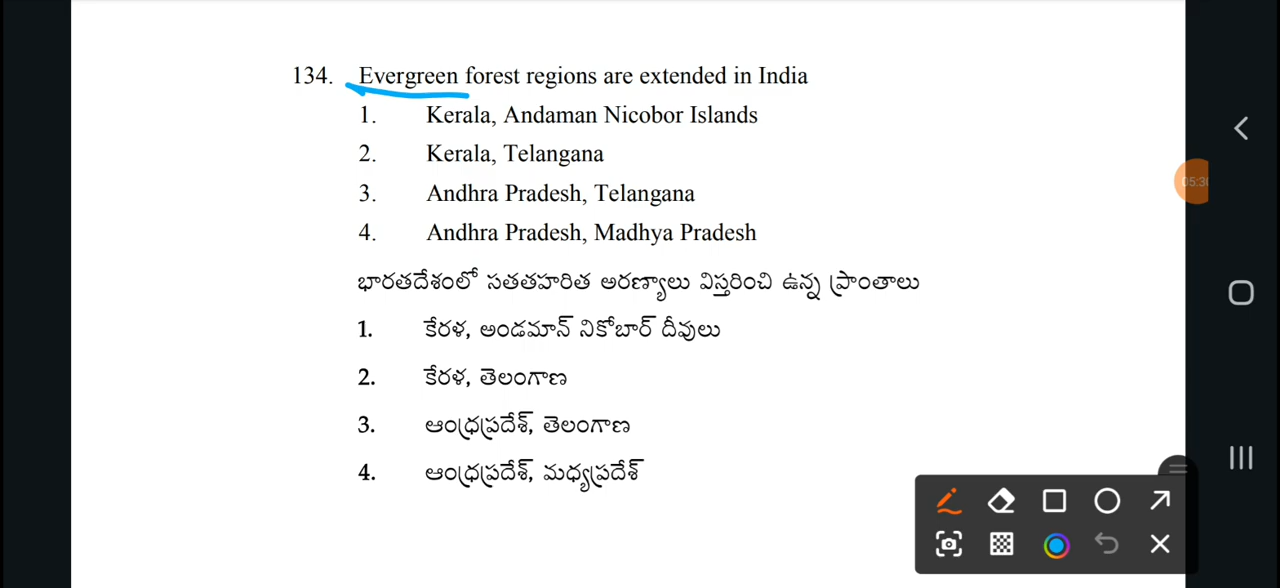 134. Evergreen forest regions are extended in India
1. Kerala, Andaman Nicobor Islands
2. Kerala, Telangana
3. Andhra Pradesh, Telangana
4. Andhra Pradesh, Madhya Pradesh
భారతదేశంలో సతతహరిత అరణ్యాలు విస్తరించి ఉన్న ప్రాంతాలు
1. కేరళ, అండమాన్ నికోబార్ దీవులు
2. కేరళ, తెలంగాణ
3. ఆంధ్రప్రదేశ్, తెలంగాణ
4. ఆంధ్రప్రదేశ్, మధ్యప్రదేశ్